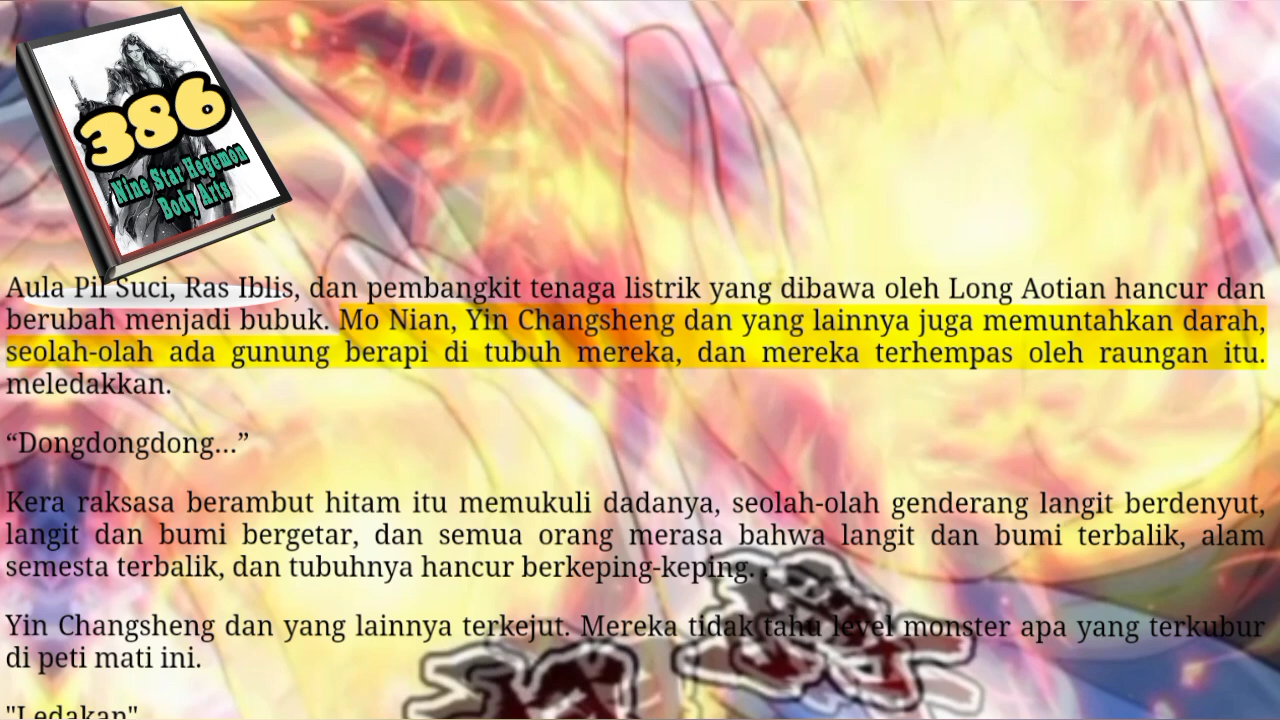 386
Nine Star Hegemon
Body Arts
Aula Pil Suci, Ras Iblis, dan pembangkit tenaga listrik yang dibawa oleh Long Aotian hancur dan
berubah menjadi bubuk. Mo Nian, Yin Changsheng dan yang lainnya juga memuntahkan darah,
seolah-olah ada gunung berapi di tubuh mereka, dan mereka terhempas oleh raungan itu.
meledakkan.
“Dongdongdong...”
Kera raksasa berambut hitam itu memukuli dadanya, seolah-olah genderang langit berdenyut,
langit dan bumi bergetar, dan semua orang merasa bahwa langit dan bumi terbalik, alam
semesta terbalik, dan tubuhnya hancur berkeping-keping. .
Yin Changsheng dan yang lainnya terkejut. Mereka tidak tahu level monster apa yang terkubur
di peti mati ini.
"Ledakan"